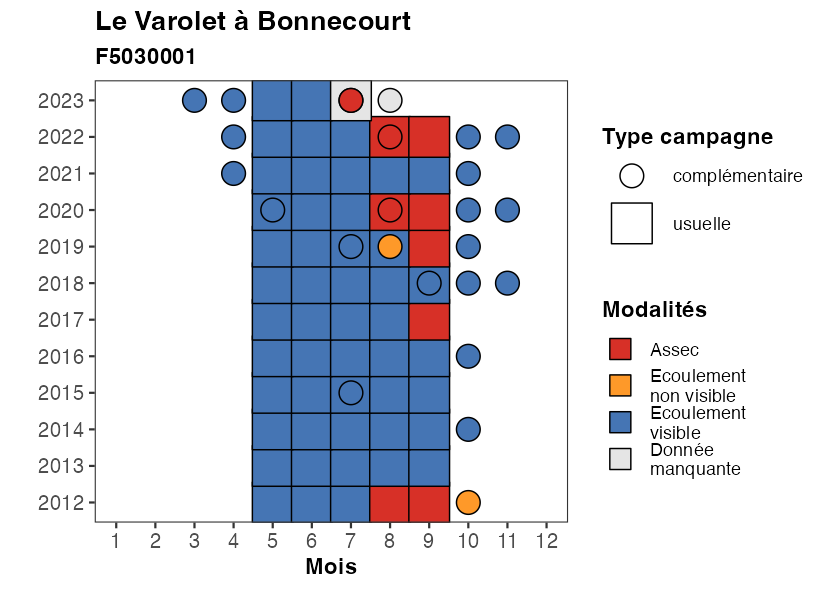 Le Varolet à Bonnecourt
F5030001
2023
2022
2021
2020
2019
2018
2017
2016
2015
2014
2013
2012
1 2 3 4 5 6 7 8 9 10 11 12
Mois
Type campagne
complémentaire
usuelle
Modalités
Assec
Ecoulement
non visible
Ecoulement
visible
Donnée
manquante